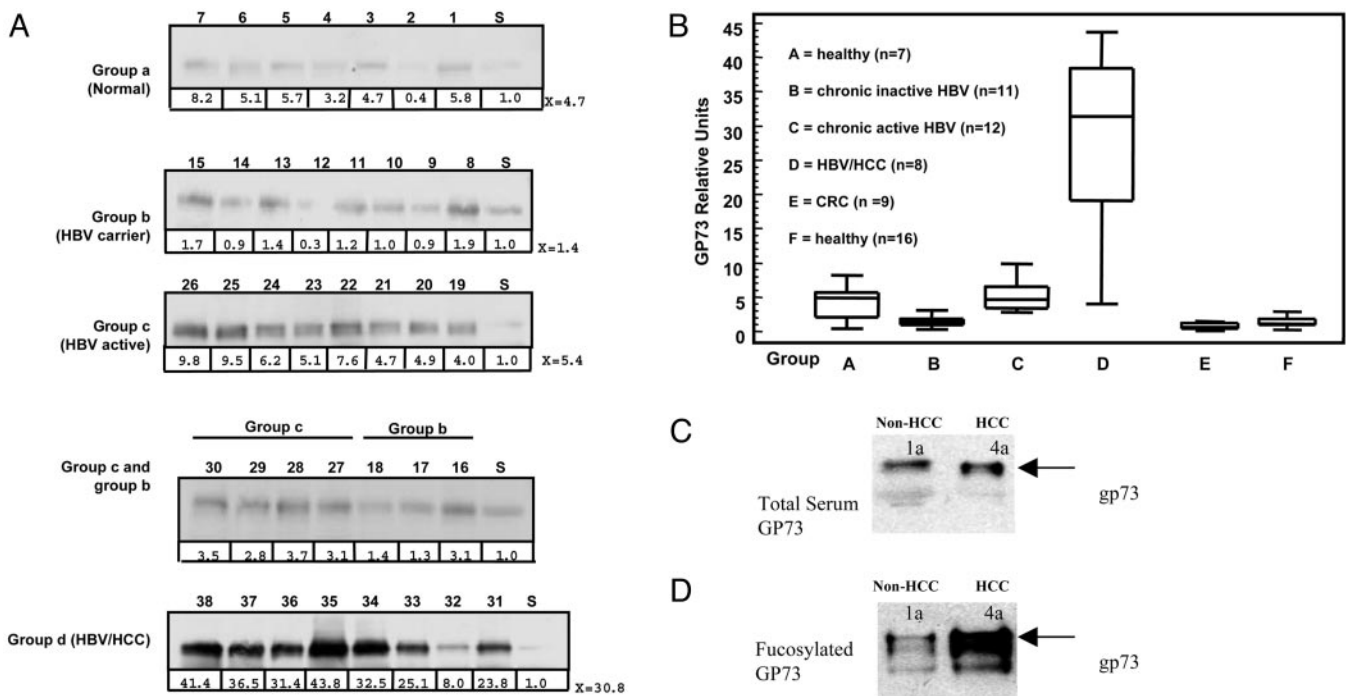 A
7 6 5 4 3 2 1 S
Group a
(Normal)
8.2 5.1 5.7 3.2 4.7 0.4 5.8 1.0 X=4.7
15 14 13 12 11 10 9 8 S
Group b
(HBV carrier)
1.7 0.9 1.4 0.3 1.2 1.0 0.9 1.9 1.0 X=1.4
26 25 24 23 22 21 20 19 S
Group c
(HBV active)
9.8 9.5 6.2 5.1 7.6 4.7 4.9 4.0 1.0 X=5.4
Group c Group b
30 29 28 27 18 17 16 S
Group c and
group b
3.5 2.8 3.7 3.1 1.4 1.3 3.1 1.0
38 37 36 35 34 33 32 31 S
Group d (HBV/HCC)
41.4 36.5 31.4 43.8 32.5 25.1 8.0 23.8 1.0 X=30.8
B
GP73 Relative Units
45
40
35
30
25
20
15
10
5
0
A = healthy (n=7)
B = chronic inactive HBV (n=11)
C = chronic active HBV (n=12)
D = HBV/HCC (n=8)
E = CRC (n =9)
F = healthy (n=16)
Group A B C D E F
C
Non-HCC HCC
1a 4a
Total Serum
GP73
gp73
D
Non-HCC HCC
1a 4a
Fucosylated
GP73
gp73